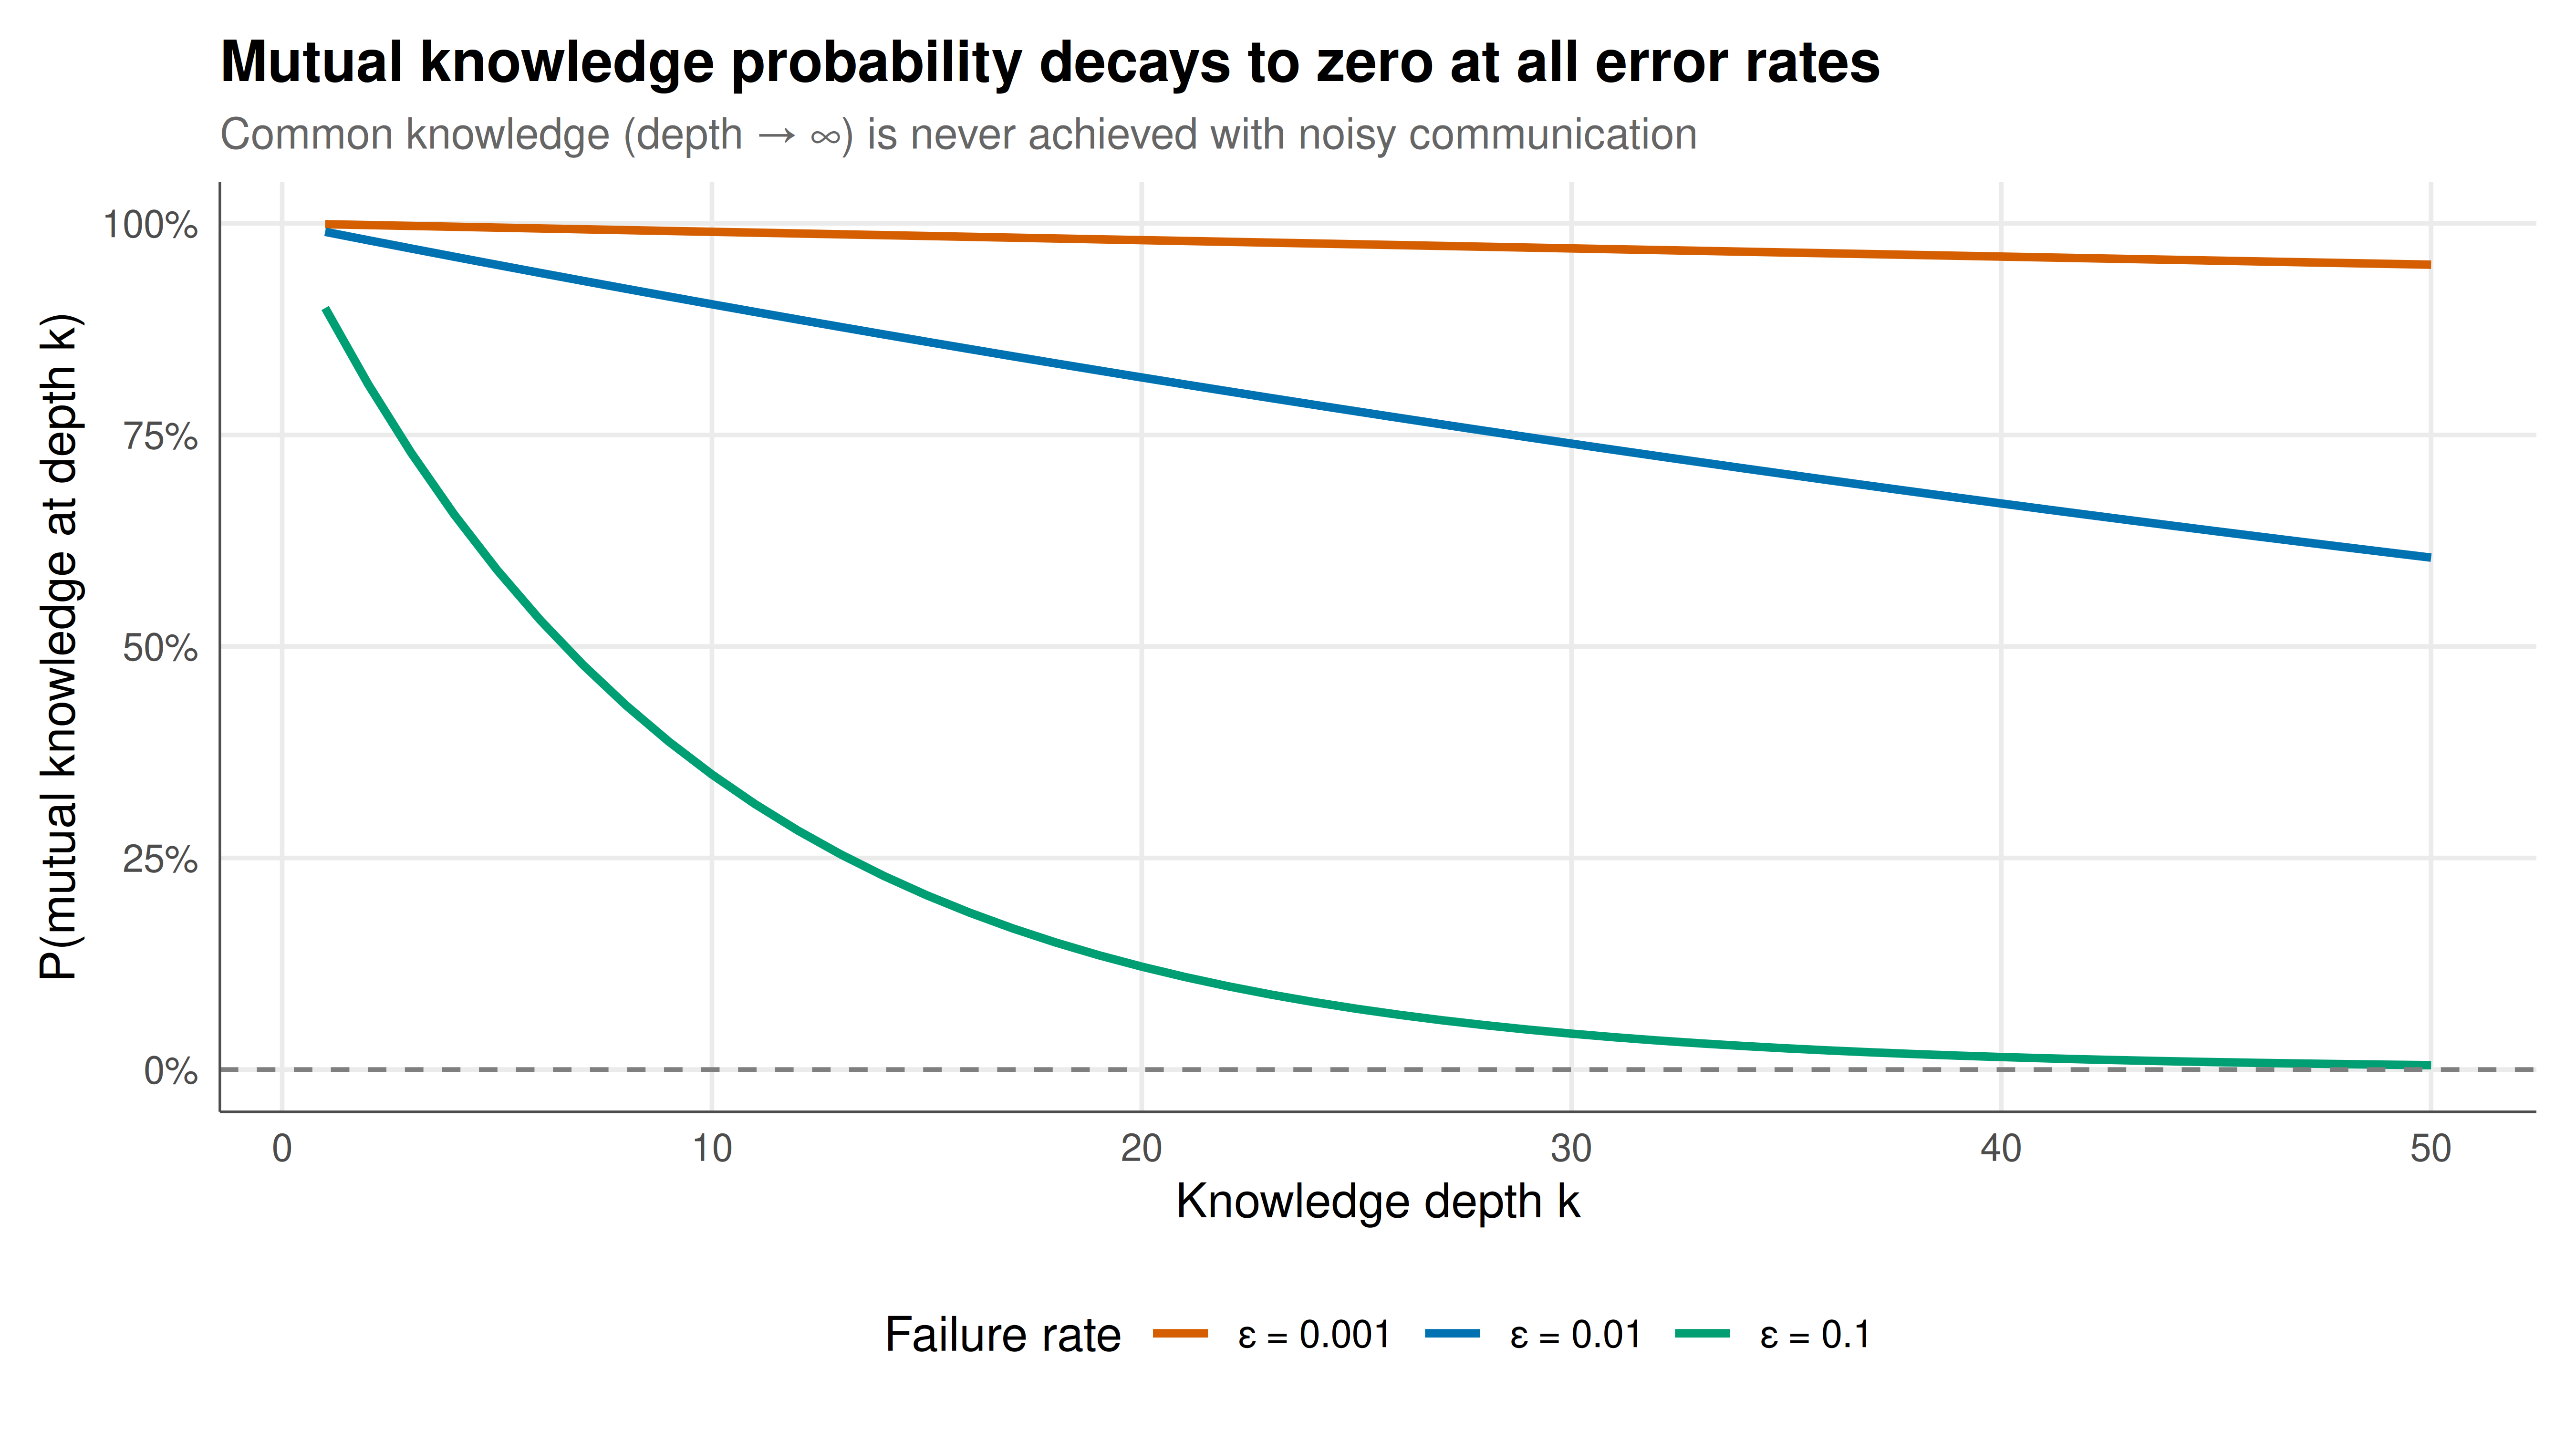 Mutual knowledge probability decays to zero at all error rates
Common knowledge (depth → ∞) is never achieved with noisy communication
P(mutual knowledge at depth k)
100%
75%
50%
25%
0%
0 10 20 30 40 50
Knowledge depth k
Failure rate ε = 0.001 ε = 0.01 ε = 0.1